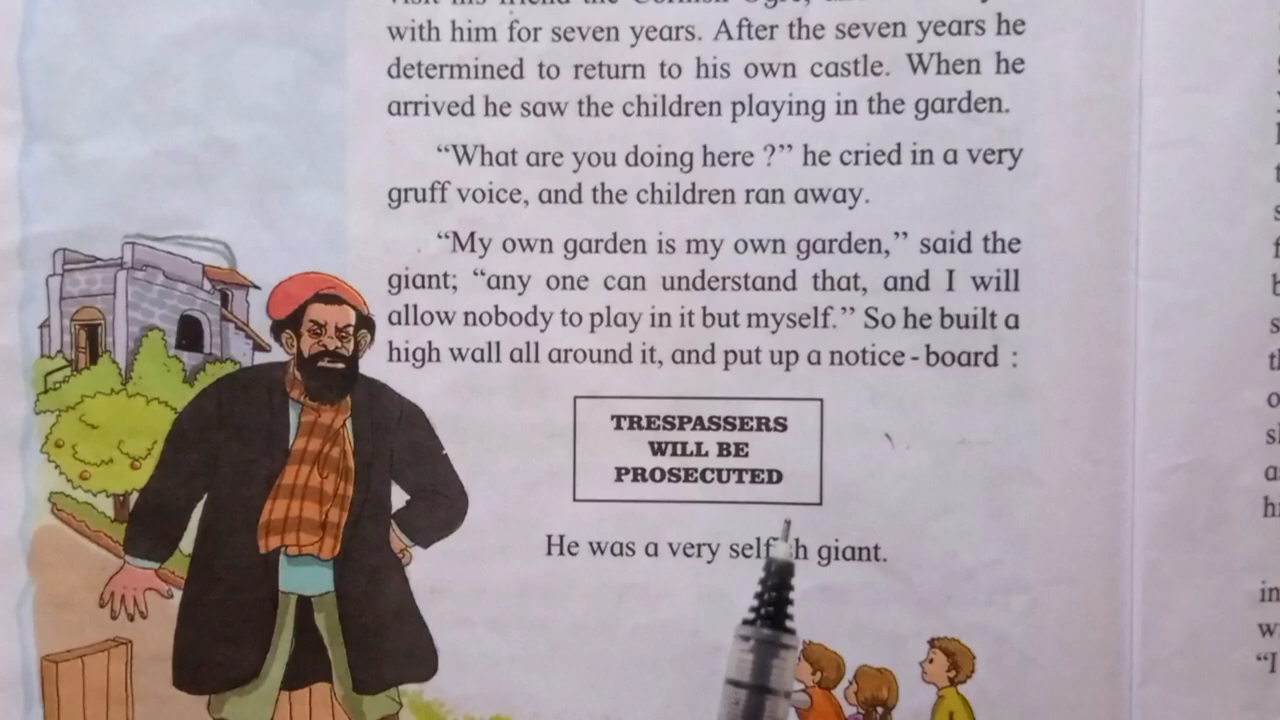 with him for seven years. After the seven years he
determined to return to his own castle. When he
arrived he saw the children playing in the garden.
“What are you doing here ?” he cried in a very
gruff voice, and the children ran away.
“My own garden is my own garden,” said the
giant; “any one can understand that, and I will
allow nobody to play in it but myself.” So he built a
high wall all around it, and put up a notice-board :
TRESPASSERS
WILL BE
PROSECUTED
He was a very giant.